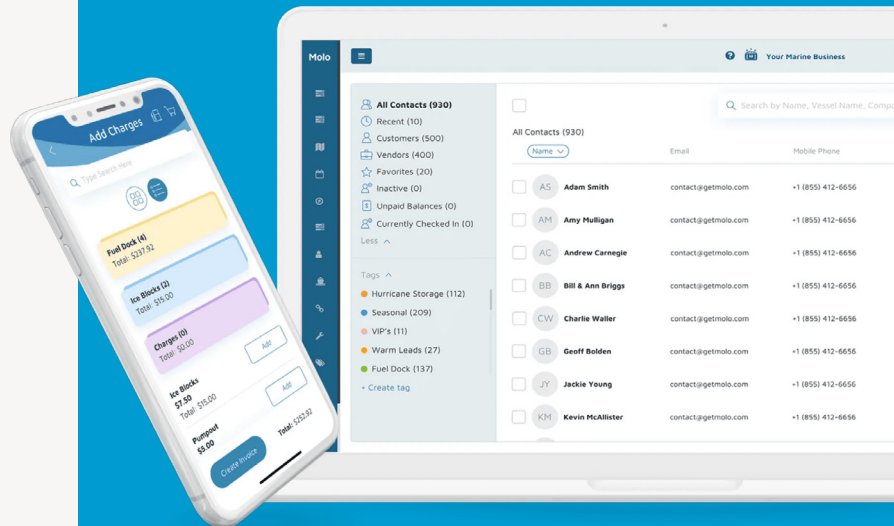 Add Charges
Type Search Here
Fuel Dock (4)
Total: $237.92
Ice Blocks (2)
Total: $15.00
Charges (0)
Total: $0.00
Ice Blocks
$7.50
Total: $15.00
Add
Pumpout
$5.00
Add
Create Invoice
Total: $252.92
Molo
Your Marine Business
All Contacts (930)
Recent (10)
Customers (500)
Vendors (400)
Favorites (20)
Inactive (0)
Unpaid Balances (0)
Currently Checked In (0)
Less
Tags
Hurricane Storage (112)
Seasonal (209)
VIP's (11)
Warm Leads (27)
Fuel Dock (137)
+ Create tag
Search by Name, Vessel Name, Compa
All Contacts (930)
Name Email Mobile Phone
AS Adam Smith contact@getmolo.com +1 (855) 412-6656
AM Amy Mulligan contact@getmolo.com +1 (855) 412-6656
AC Andrew Carnegie contact@getmolo.com +1 (855) 412-6656
BB Bill & Ann Briggs contact@getmolo.com +1 (855) 412-6656
CW Charlie Waller contact@getmolo.com +1 (855) 412-6656
GB Geoff Bolden contact@getmolo.com +1 (855) 412-6656
JY Jackie Young contact@getmolo.com +1 (855) 412-6656
KM Kevin McAllister contact@getmolo.com +1 (855) 412-6656